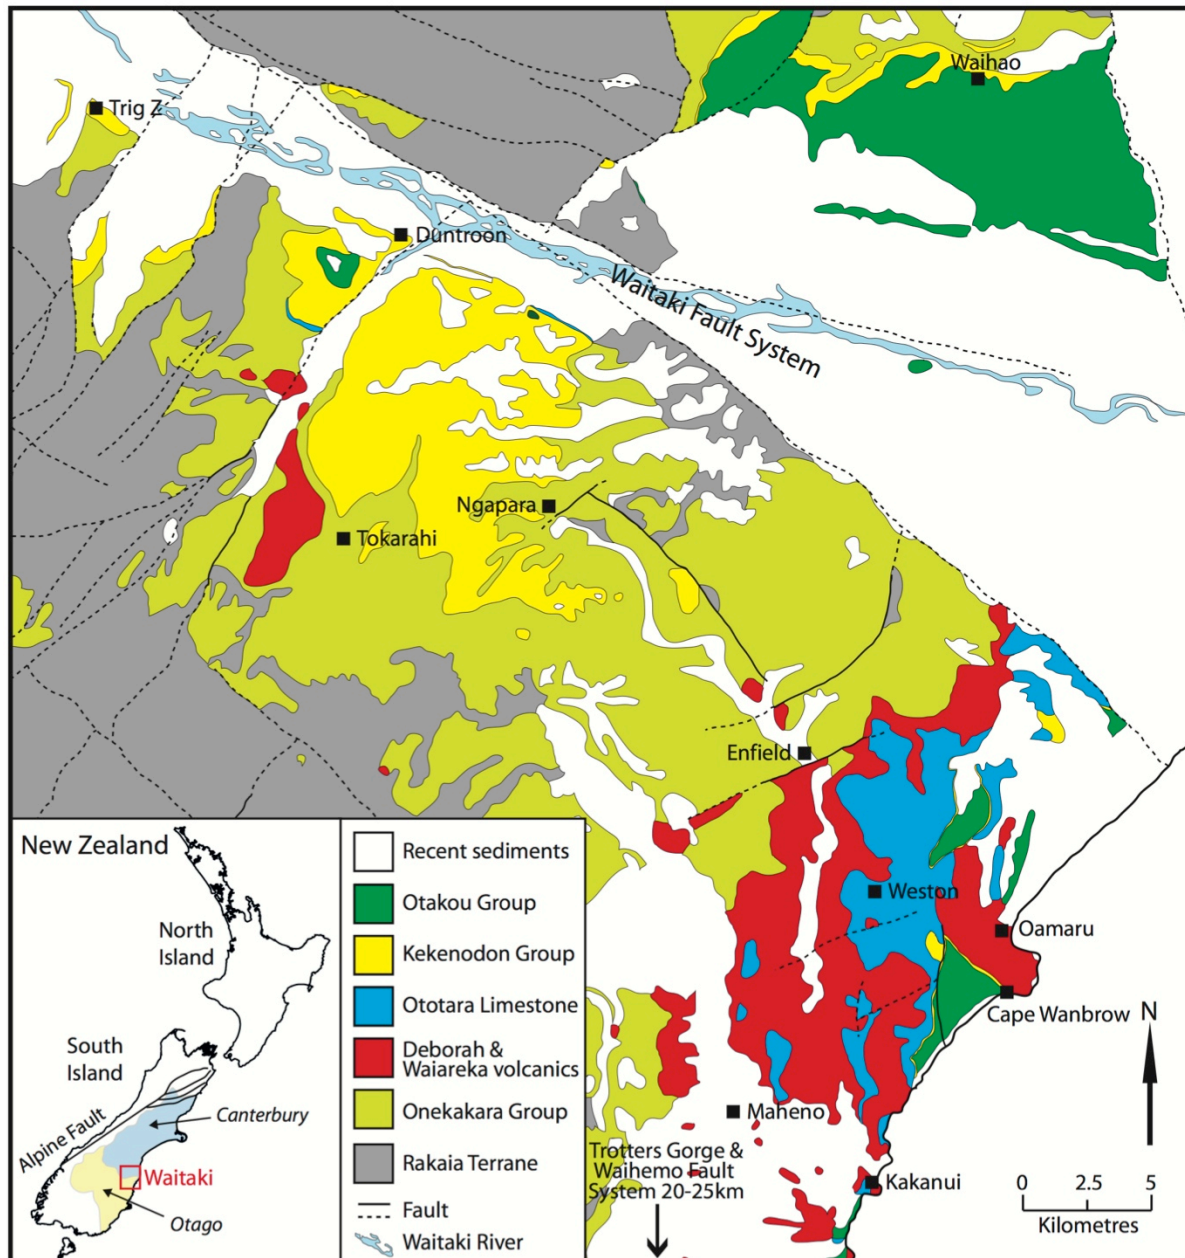 Waihao
Trig Z
Duntroon
Waitaki Fault System
Ngapara
Tokarahi
Enfield
Weston
Oamaru
Cape Wanbrow
N
Maheno
Trotters Gorge &
Waihemo Fault
System 20-25km
Kakanui
0 2.5 5
Kilometres
New Zealand
North
Island
South
Island
Alpine Fault
Canterbury
Waitaki
Otago
Recent sediments
Otakou Group
Kekenodon Group
Ototara Limestone
Deborah &
Waiareka volcanics
Onekakara Group
Rakaia Terrane
Fault
Waitaki River